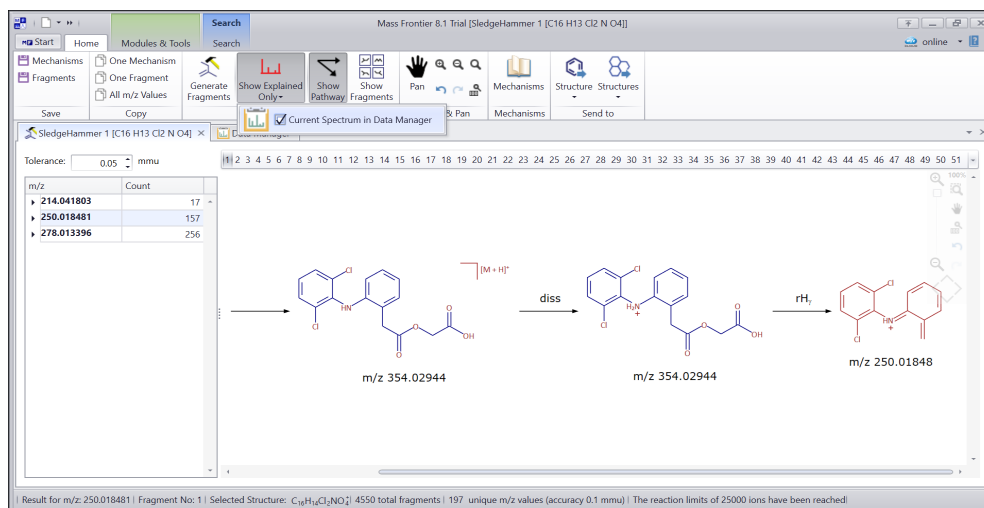 Search
Mass Frontier 8.1 Trial [SledgeHammer 1 [C16 H13 Cl2 N O4]]
Start Home Modules & Tools Search online
Mechanisms
Fragments
Save
One Mechanism
One Fragment
All m/z Values
Copy
Generate Fragments
Show Explained Only
Show Pathway
Show Fragments
Pan
& Pan
Mechanisms
Mechanisms
Structure Structures
Send to
Current Spectrum in Data Manager
SledgeHammer 1 [C16 H13 Cl2 N O4]
Tolerance: 0.05 mmu
1 2 3 4 5 6 7 8 9 10 11 12 13 14 15 16 17 18 19 20 21 22 23 24 25 26 27 28 29 30 31 32 33 34 35 36 37 38 39 40 41 42 43 44 45 46 47 48 49 50 51
100%
m/z Count
214.041803 17
250.018481 157
278.013396 256
[M + H]⁺
Cl
HN
Cl
O
O
OH
O
m/z 354.02944
diss
Cl
H₂N
+
Cl
O
O
OH
O
m/z 354.02944
rH₇
Cl
HN
+
Cl
m/z 250.01848
Result for m/z: 250.018481 | Fragment No: 1 | Selected Structure: C₁₆H₁₄Cl₂NO₄⁺ | 4550 total fragments | 197 unique m/z values (accuracy 0.1 mmu) | The reaction limits of 25000 ions have been reached!